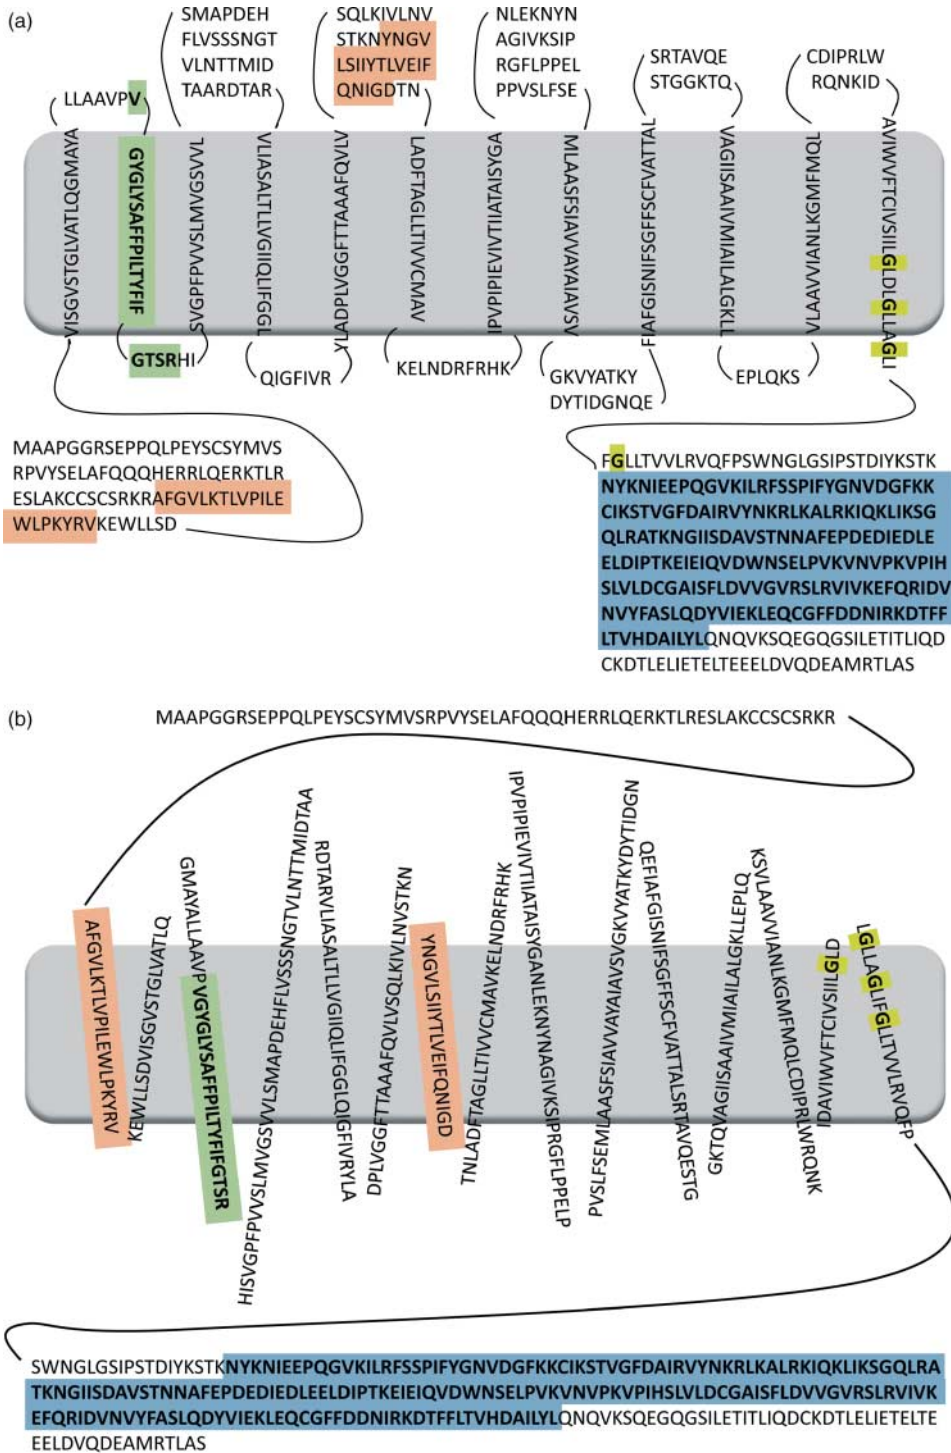 (a)
SMAPDEH
FLVSSSNGT
VLNTTMID
TAARDTAR
SQLKIVLNV
STKNYNGV
LSIIYTLVEIF
QNIGDTN
NLEKNYN
AGIVKSIP
RGFLPPEL
PPVSLFSE
SRTAVQE
STGGKTQ
CDIPRLW
RQNKID
LLAAVPV
VISGVSTGLVATLQGMAYA
GYGLYSAFFPILTYFIF
SVGPFPVVSLMVGSVVL
VLIASALTLLVGIIQLIFGGL
YLADPLVGGFTTAAAFQVLV
LADFTAGLLTIVVCMAV
IPVPIPIEVIVTIIATAISYGA
MLAASFSIAVVAYAIAVSV
FIAFGISNIFSGFFSCFVATTAL
VAGIISAAIVMIAILALGKLL
VLAAVVIANLKGMFMQL
AVIWVFTCIVSIILGLDLGLLAGLI
GTSRHI
QIGFIVR
KELNDRFRHK
GKVYATKY
DYTIDGNQE
EPLQKS
MAAPGGRSEPPQLPEYSCSYMVS
RPVYSELAFQQQHERRLQERKTLR
ESLAKCCSCSRKRAFGVLKTLVPILE
WLPKYRVKEWLLSD
FGLLTVVLRVQFPSWNGLGSIPSTDIYKSTK
NYKNIEEPQGVKILRFSSPIFYGNVDGFKK
CIKSTVGFDAIRVYNKRLKALRKIQKLIKSG
QLRATKNGIISDAVSTNNAFEPDEDIEDLE
ELDIPTKEIEIQVDWNSELPVKVNVPKVPIH
SLVLDCGAISFLDVVGVRSLRVIVKEFQRIDV
NVYFASLQDYVIEKLEQCGFFDDNIRKDTFF
LTVHDAILYLQNQVKSQEGQGSILETITLIQD
CKDTLELIETELTEEELDVQDEAMRTLAS
(b)
MAAPGGRSEPPQLPEYSCSYMVSRPVYSELAFQQQHERRLQERKTLRESLAKCCSCSRKR
AFGVLKTLVPILEWLPKYRV
KEWLLSDVISGVSTGLVATLQ
GMAYALLAAVPVGYGLYSAFFPILTYFIFGTSR
HISVGPFPVVSLMVGSVVLSMAPDEHFLVSSSNGTVLNTTMIDTAA
RDTARVLIASALTLLVGIIQLIFGGLQIGFIVRYLA
DPLVGGFTTAAAFQVLVSQLKIVLNVSTKN
YNGVLSIIYTLVEIFQNIGD
TNLADFTAGLLTIVVCMAVKELNDRFRHK
IPVPIPIEVIVTIIATAISYGANLEKNYNAGIVKSIPRGFLPPELP
PVSLFSEMLAASFSIAVVAYAIAVSVGKVYATKYDYTIDGN
QEFIAFGISNIFSGFFSCFVATTALSRTAVQESTG
GKTQVAGIISAAIVMIAILALGKLLEPLQ
KSVLAAVVIANLKGMFMQLCDIPRLWRQNK
IDAVIWVFTCIVSIILGLD
LGLLAGLIFGLLTVVLRVQFP
SWNGLGSIPSTDIYKSTKNYKNIEEPQGVKILRFSSPIFYGNVDGFKKCIKSTVGFDAIRVYNKRLKALRKIQKLIKSGQLRA
TKNGIISDAVSTNNAFEPDEDIEDLEELDIPTKEIEIQVDWNSELPVKVNVPKVPIHSLVLDCGAISFLDVVGVRSLRVIVK
EFQRIDVNVYFASLQDYVIEKLEQCGFFDDNIRKDTFFLTVHDAILYLQNQVKSQEGQGSILETITLIQDCKDTLELIETELTE
EELDVQDEAMRTLAS